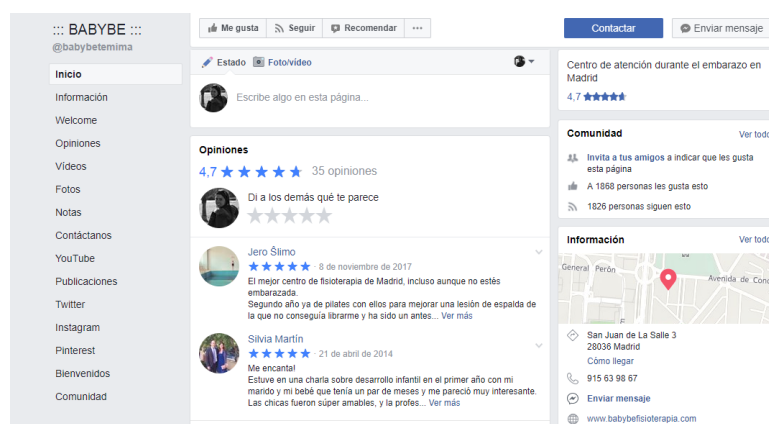 ::: BABYBE :::
@babybetemima
Inicio
Información
Welcome
Opiniones
Vídeos
Fotos
Notas
Contáctanos
YouTube
Publicaciones
Twitter
Instagram
Pinterest
Bienvenidos
Comunidad
Me gusta Seguir Recomendar ...
Estado Foto/vídeo
Escribe algo en esta página...
Opiniones
4,7 ★★★★★ 35 opiniones
Di a los demás qué te parece
Jero Šlimo
★★★★★ · 8 de noviembre de 2017
El mejor centro de fisioterapia de Madrid, incluso aunque no estés
embarazada.
Segundo año ya de pilates con ellos para mejorar una lesión de espalda de
la que no conseguía librarme y ha sido un antes... Ver más
Silvia Martín
★★★★★ · 21 de abril de 2014
Me encanta!
Estuve en una charla sobre desarrollo infantil en el primer año con mi
marido y mi bebé que tenía un par de meses y me pareció muy interesante.
Las chicas fueron súper amables, y la profes... Ver más
Contactar Enviar mensaje
Centro de atención durante el embarazo en
Madrid
4,7 ★★★★★
Comunidad Ver todo
Invita a tus amigos a indicar que les gusta
esta página
A 1868 personas les gusta esto
1826 personas siguen esto
Información Ver todo
General Perón
Avenida de Conc
San Juan de La Salle 3
28036 Madrid
Cómo llegar
915 63 98 67
Enviar mensaje
www.babybefisioterapia.com